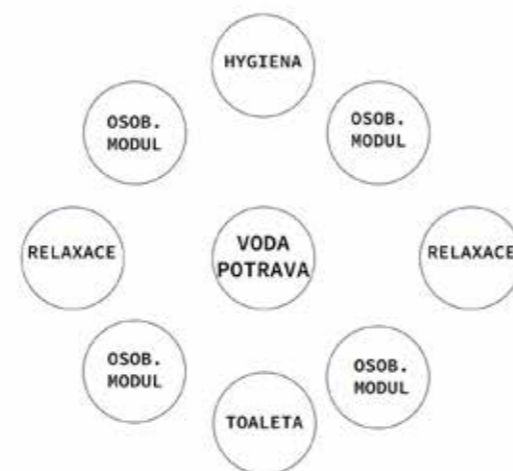 HYGIENA
OSOB.
MODUL
OSOB.
MODUL
RELAXACE
VODA
POTRAVA
RELAXACE
OSOB.
MODUL
OSOB.
MODUL
TOALETA